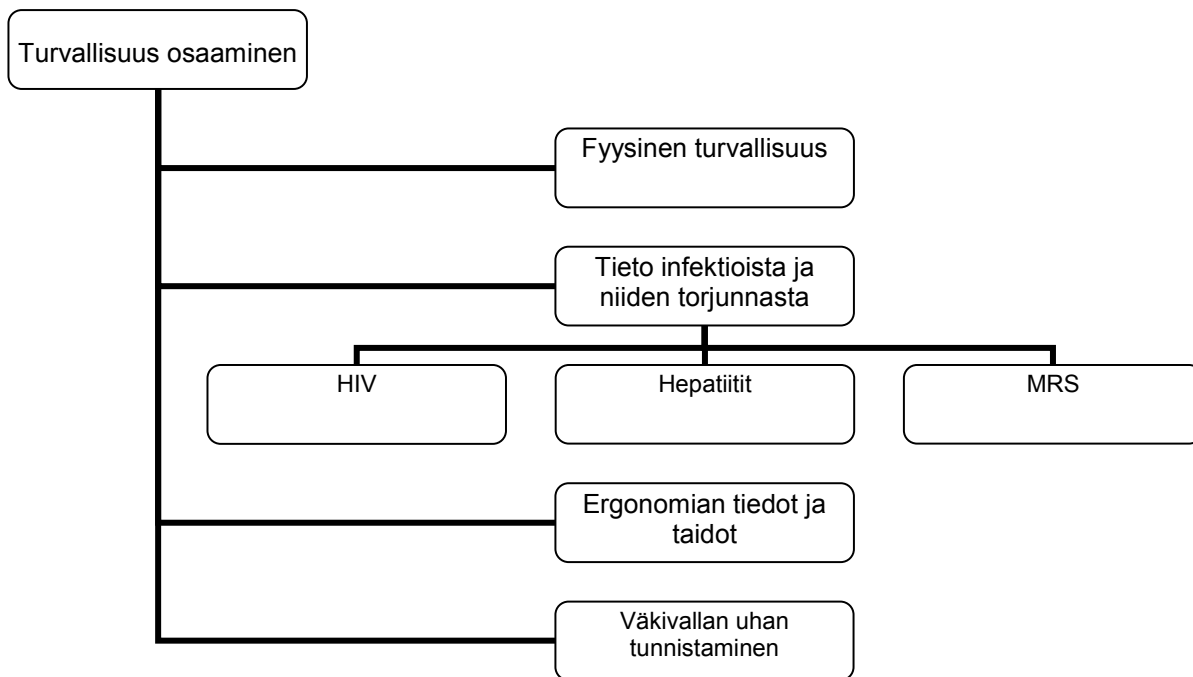 Turvallisuus osaaminen
Fyysinen turvallisuus
Tieto infektioista ja
niiden torjunnasta
HIV
Hepatiitit
MRS
Ergonomian tiedot ja
taidot
Väkivallan uhan
tunnistaminen